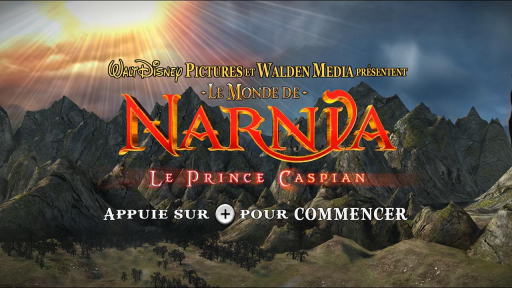 WALT DISNEY PICTURES ET WALDEN MEDIA PRÉSENTENT
- LE MONDE DE -
NARNIA
LE PRINCE CASPIAN
APPUIE SUR + POUR COMMENCER